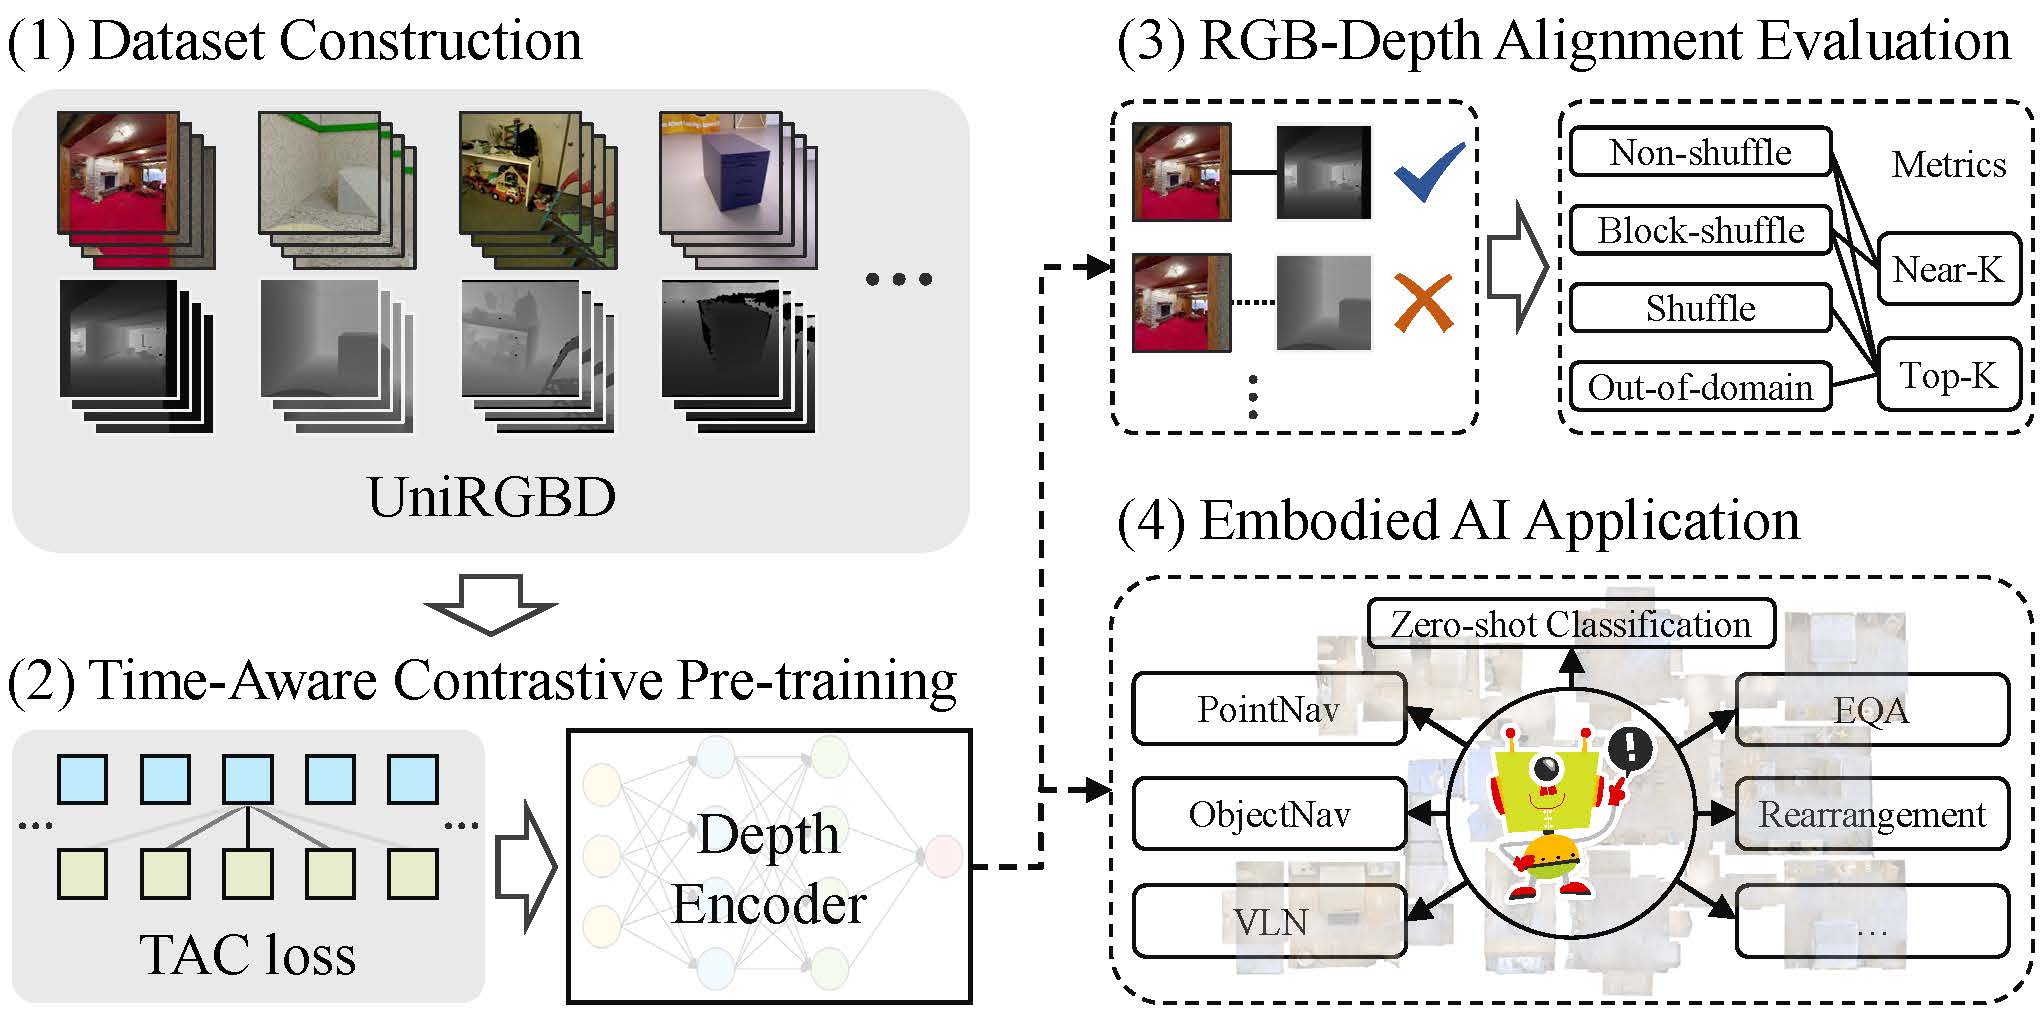 (1) Dataset Construction
UniRGBD
(2) Time-Aware Contrastive Pre-training
...
...
TAC loss
Depth
Encoder
(3) RGB-Depth Alignment Evaluation
Non-shuffle
Block-shuffle
Shuffle
Out-of-domain
Metrics
Near-K
Top-K
(4) Embodied AI Application
Zero-shot Classification
PointNav
EQA
ObjectNav
Rearrangement
VLN
...
!